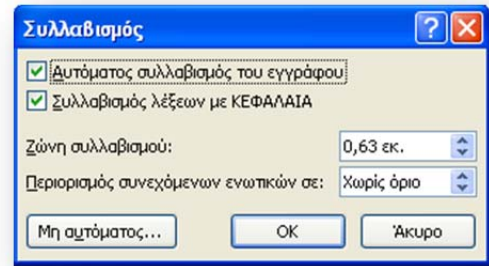 Συλλαβισμός
Αυτόματος συλλαβισμός του εγγράφου
Συλλαβισμός λέξεων με ΚΕΦΑΛΑΙΑ
Ζώνη συλλαβισμού: 0,63 εκ.
Περιορισμός συνεχόμενων ενωτικών σε: Χωρίς όριο
Μη αυτόματος... OK Άκυρο